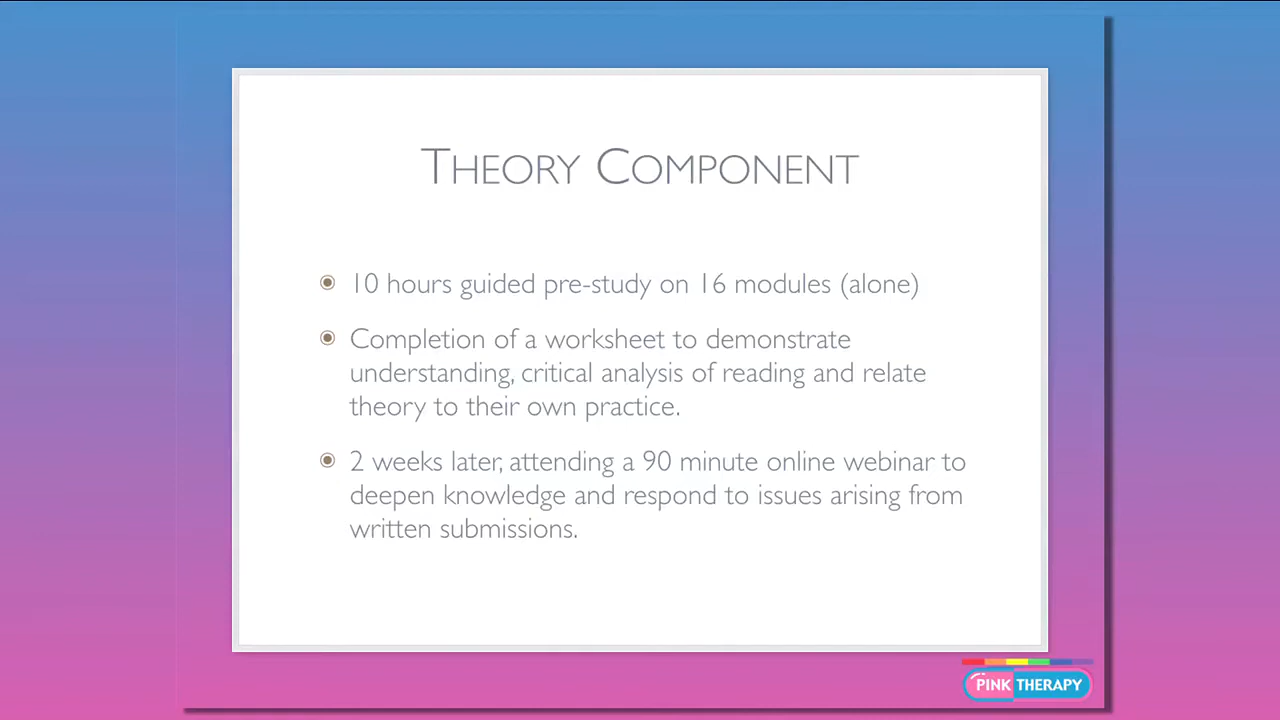 THEORY COMPONENT
10 hours guided pre-study on 16 modules (alone)
Completion of a worksheet to demonstrate
understanding, critical analysis of reading and relate
theory to their own practice.
2 weeks later, attending a 90 minute online webinar to
deepen knowledge and respond to issues arising from
written submissions.
PINK THERAPY